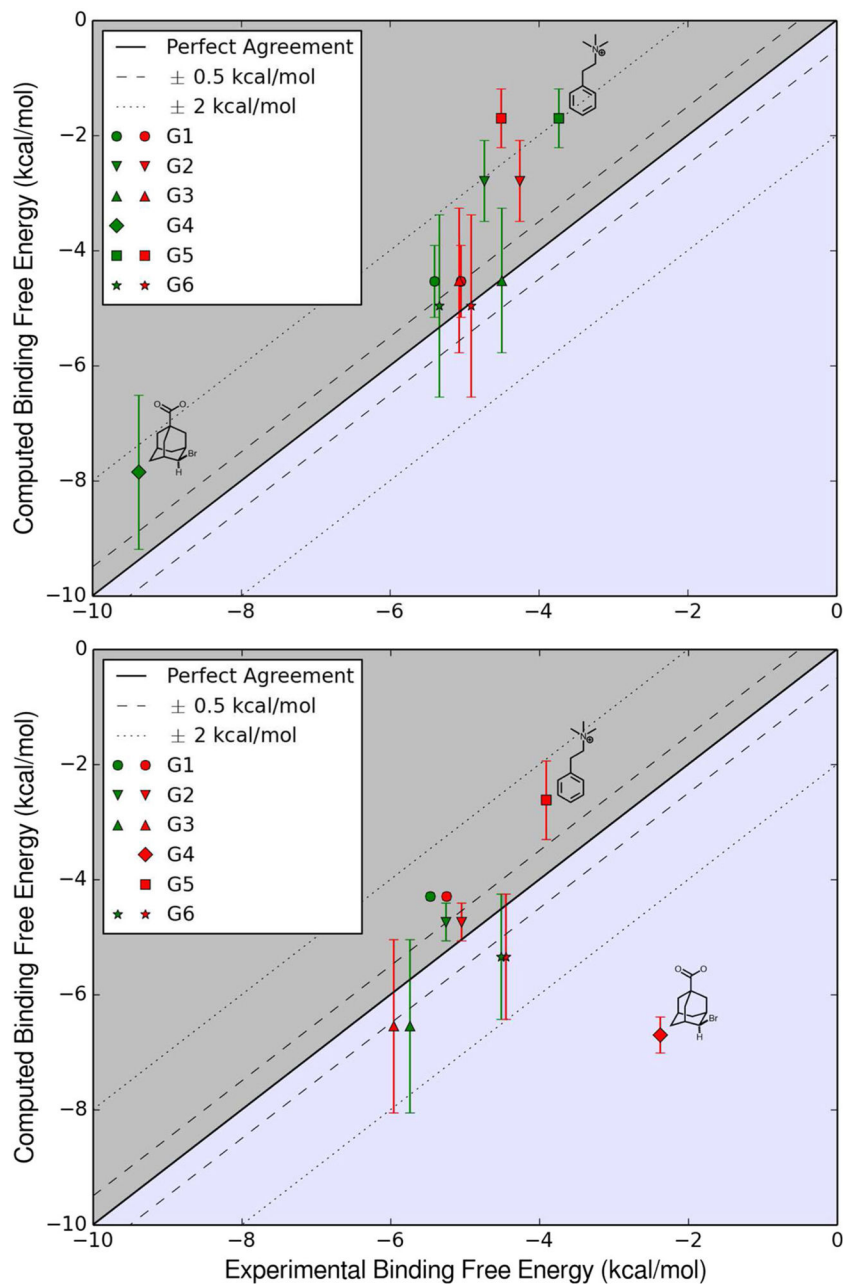 0
−2
−4
−6
−8
−10
Computed Binding Free Energy (kcal/mol)
Perfect Agreement
± 0.5 kcal/mol
± 2 kcal/mol
G1
G2
G3
G4
G5
G6
N
⊕
O
O
Br
H
−10
−8
−6
−4
−2
0
0
−2
−4
−6
−8
−10
Computed Binding Free Energy (kcal/mol)
Perfect Agreement
± 0.5 kcal/mol
± 2 kcal/mol
G1
G2
G3
G4
G5
G6
N
⊕
O
O
Br
H
−10
−8
−6
−4
−2
0
Experimental Binding Free Energy (kcal/mol)